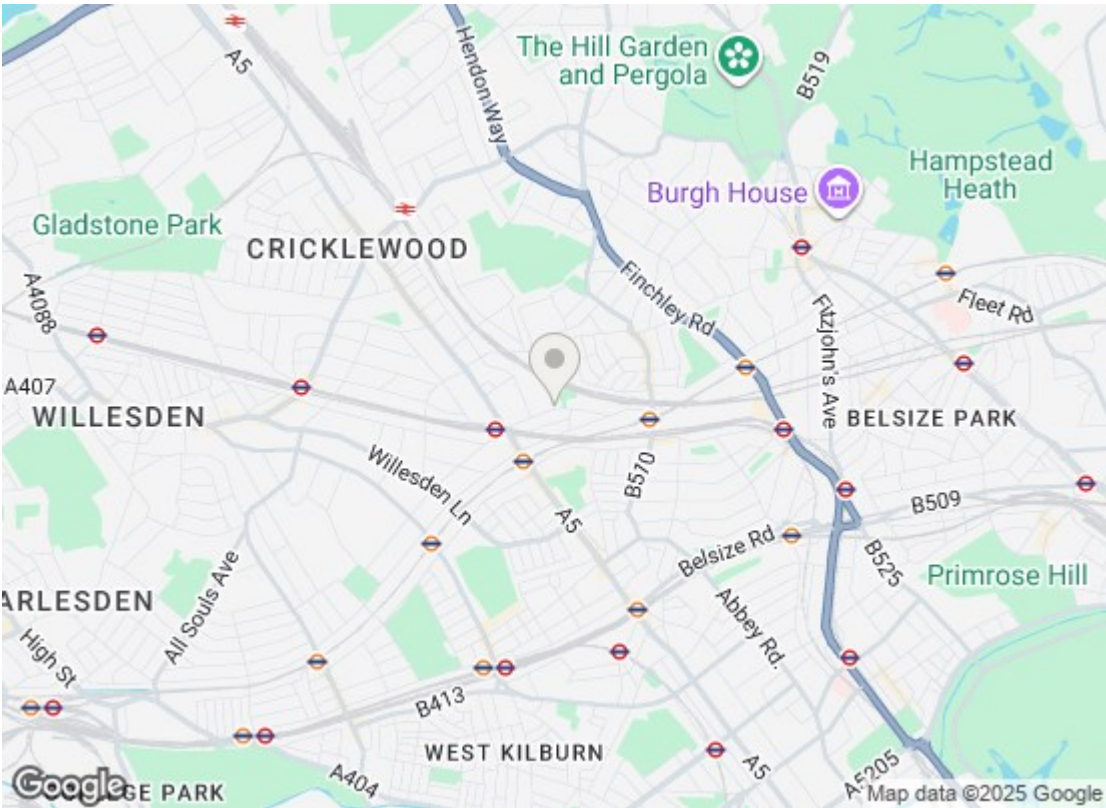 A5
Hendon Way
The Hill Garden
and Pergola
B519
Hampstead
Heath
Burgh House
Gladstone Park
CRICKLEWOOD
A4088
Finchley Rd
Fleet Rd
Fitzjohn's Ave
A407
WILLESDEN
BELSIZE PARK
Willesden Ln
B510
A5
B509
Belsize Rd
B525
Primrose Hill
ARLESDEN
All Souls Ave
Abbey Rd.
High St
B413
WEST KILBURN
A5
A5205
A404
Google
GE PARK
Map data ©2025 Google